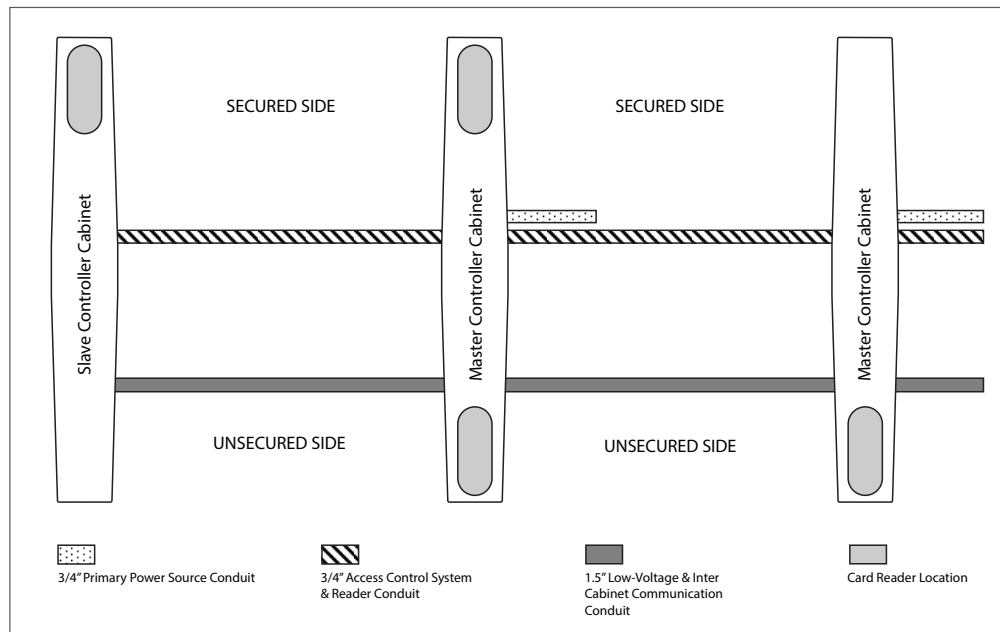 SECURED SIDE
SECURED SIDE
Slave Controller Cabinet
Master Controller Cabinet
Master Controller Cabinet
UNSECURED SIDE
UNSECURED SIDE
3/4” Primary Power Source Conduit
3/4” Access Control System
& Reader Conduit
1.5” Low-Voltage & Inter
Cabinet Communication
Conduit
Card Reader Location